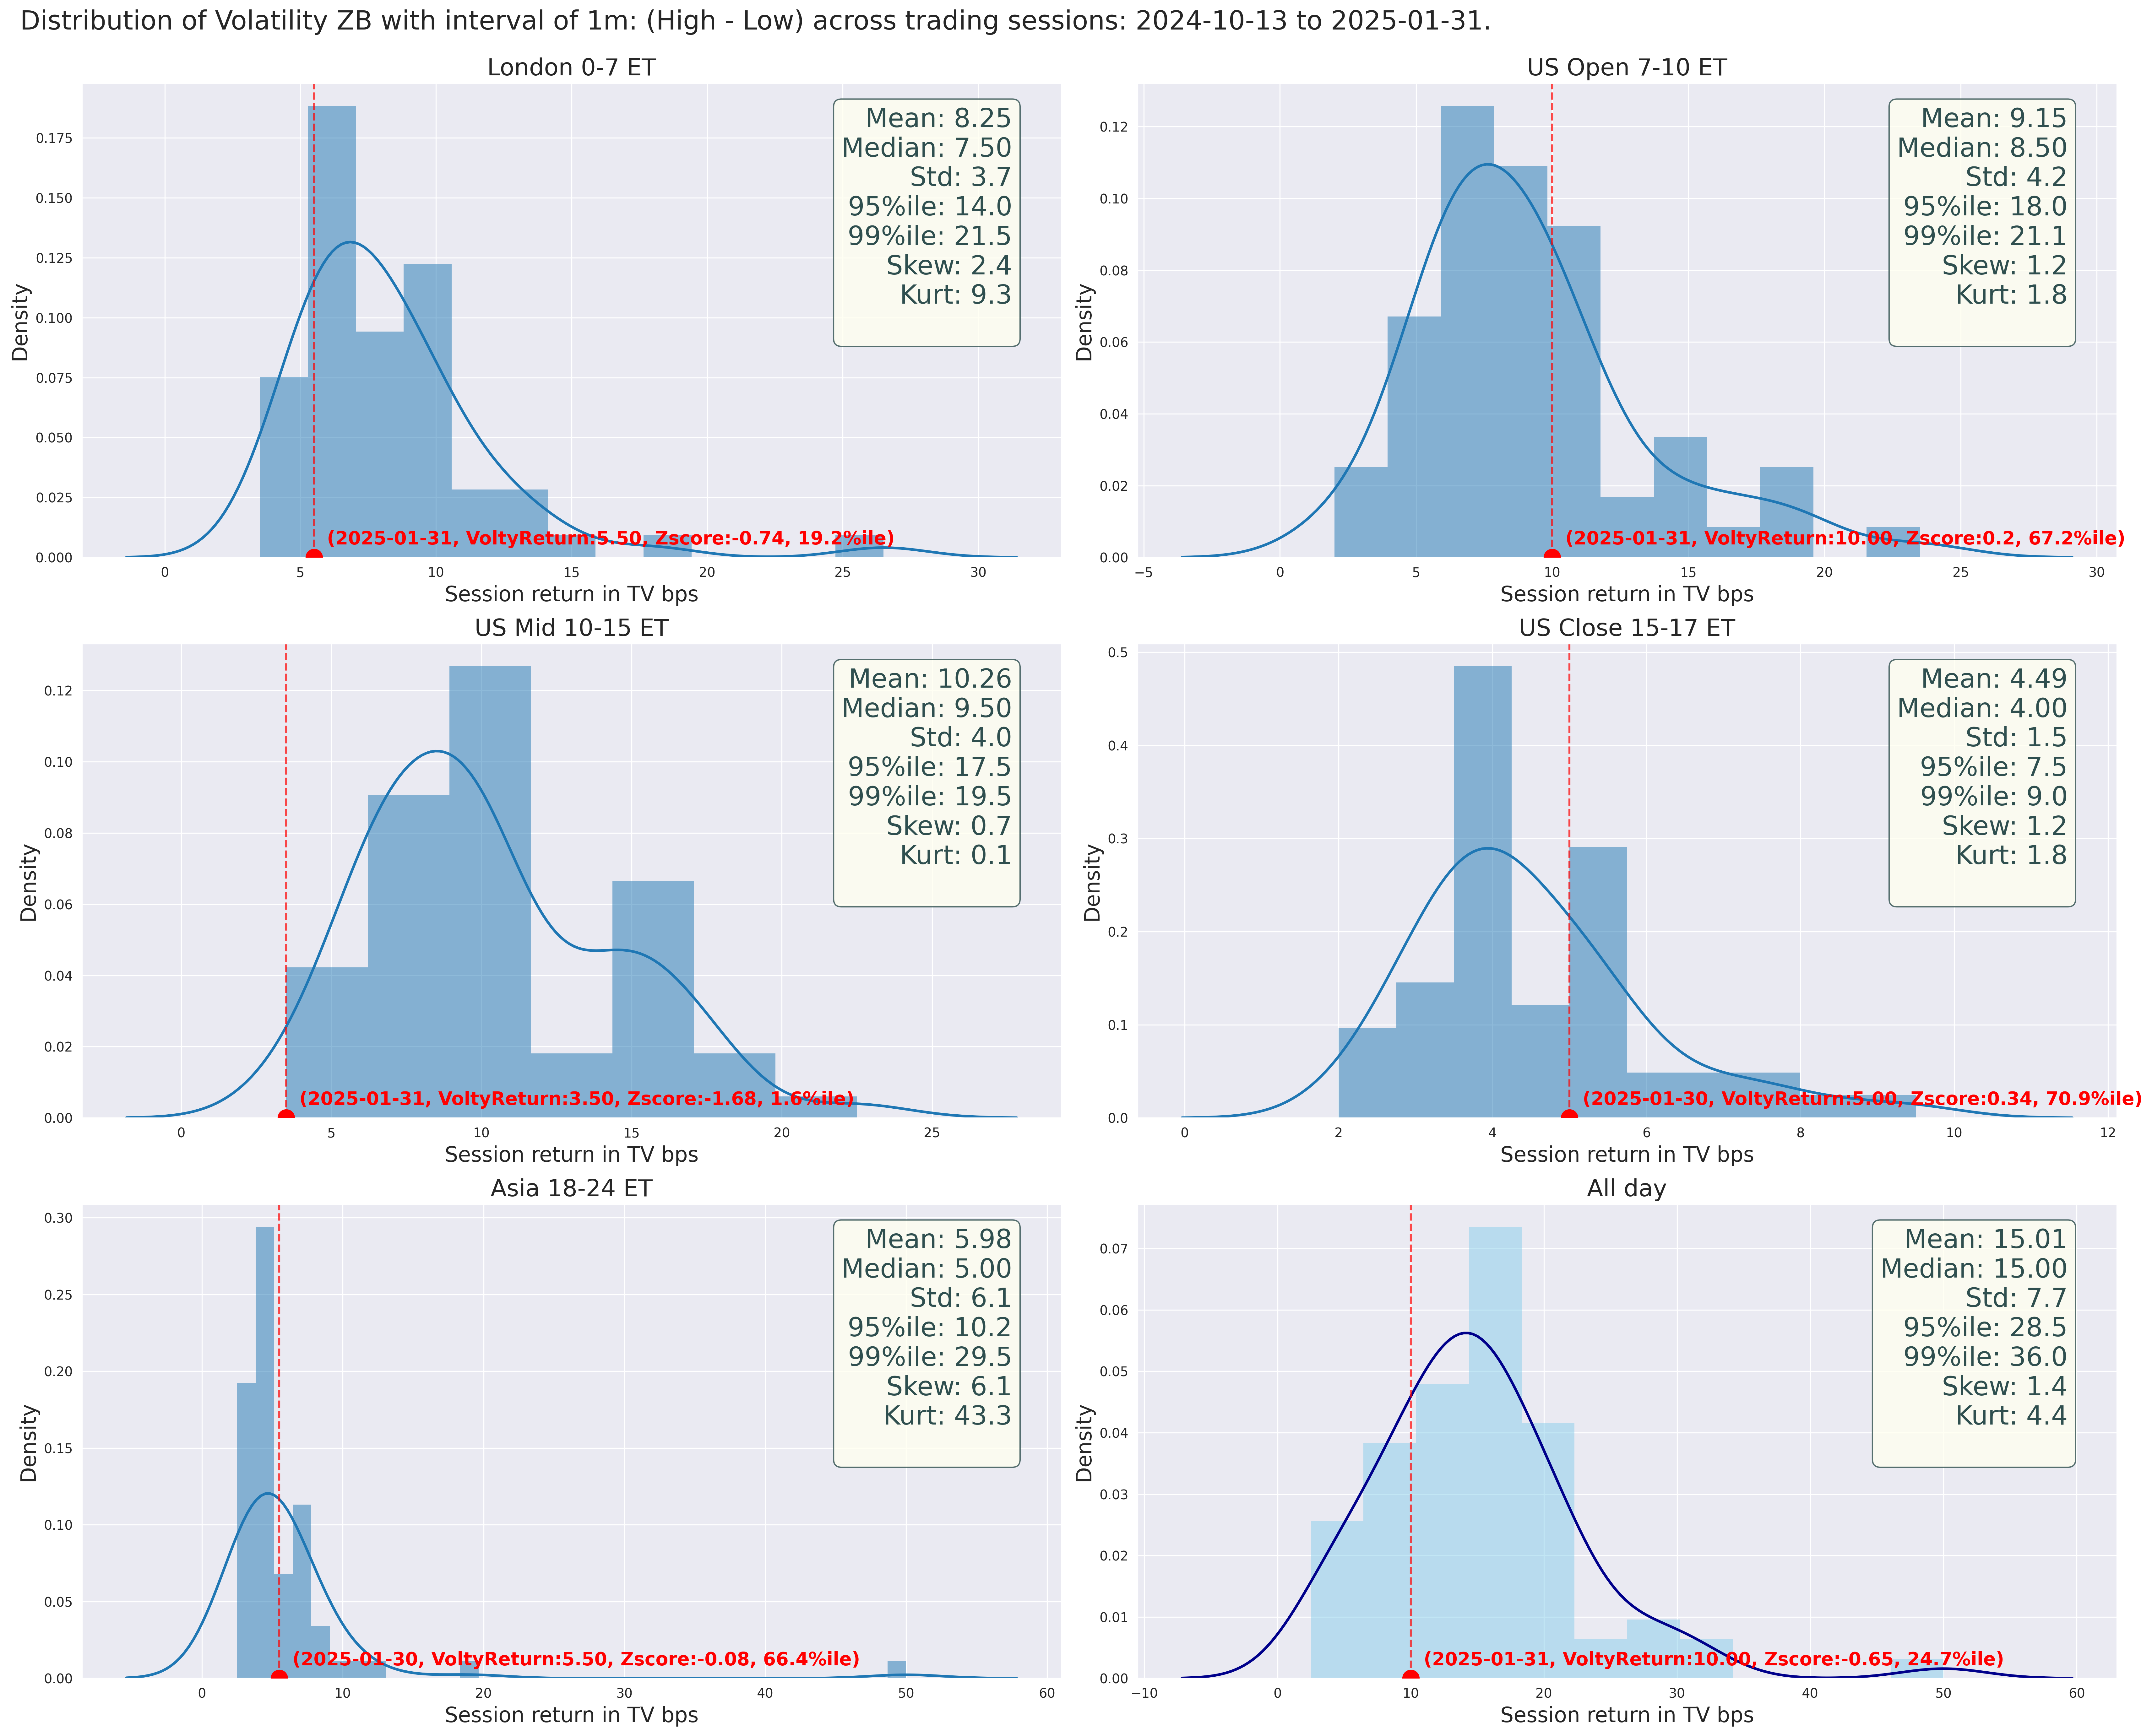 Distribution of Volatility ZB with interval of 1m: (High - Low) across trading sessions: 2024-10-13 to 2025-01-31.
London 0-7 ET
Mean: 8.25
Median: 7.50
Std: 3.7
95%ile: 14.0
99%ile: 21.5
Skew: 2.4
Kurt: 9.3
Density
0.175
0.150
0.125
0.100
0.075
0.050
0.025
0.000
(2025-01-31, VoltyReturn:5.50, Zscore:-0.74, 19.2%ile)
0 5 10 15 20 25 30
Session return in TV bps
US Open 7-10 ET
Mean: 9.15
Median: 8.50
Std: 4.2
95%ile: 18.0
99%ile: 21.1
Skew: 1.2
Kurt: 1.8
Density
0.12
0.10
0.08
0.06
0.04
0.02
0.00
(2025-01-31, VoltyReturn:10.00, Zscore:0.2, 67.2%ile)
−5 0 5 10 15 20 25 30
Session return in TV bps
US Mid 10-15 ET
Mean: 10.26
Median: 9.50
Std: 4.0
95%ile: 17.5
99%ile: 19.5
Skew: 0.7
Kurt: 0.1
Density
0.12
0.10
0.08
0.06
0.04
0.02
0.00
(2025-01-31, VoltyReturn:3.50, Zscore:-1.68, 1.6%ile)
0 5 10 15 20 25
Session return in TV bps
US Close 15-17 ET
Mean: 4.49
Median: 4.00
Std: 1.5
95%ile: 7.5
99%ile: 9.0
Skew: 1.2
Kurt: 1.8
Density
0.5
0.4
0.3
0.2
0.1
0.0
(2025-01-30, VoltyReturn:5.00, Zscore:0.34, 70.9%ile)
0 2 4 6 8 10 12
Session return in TV bps
Asia 18-24 ET
Mean: 5.98
Median: 5.00
Std: 6.1
95%ile: 10.2
99%ile: 29.5
Skew: 6.1
Kurt: 43.3
Density
0.30
0.25
0.20
0.15
0.10
0.05
0.00
(2025-01-30, VoltyReturn:5.50, Zscore:-0.08, 66.4%ile)
0 10 20 30 40 50 60
Session return in TV bps
All day
Mean: 15.01
Median: 15.00
Std: 7.7
95%ile: 28.5
99%ile: 36.0
Skew: 1.4
Kurt: 4.4
Density
0.07
0.06
0.05
0.04
0.03
0.02
0.01
0.00
(2025-01-31, VoltyReturn:10.00, Zscore:-0.65, 24.7%ile)
−10 0 10 20 30 40 50 60
Session return in TV bps